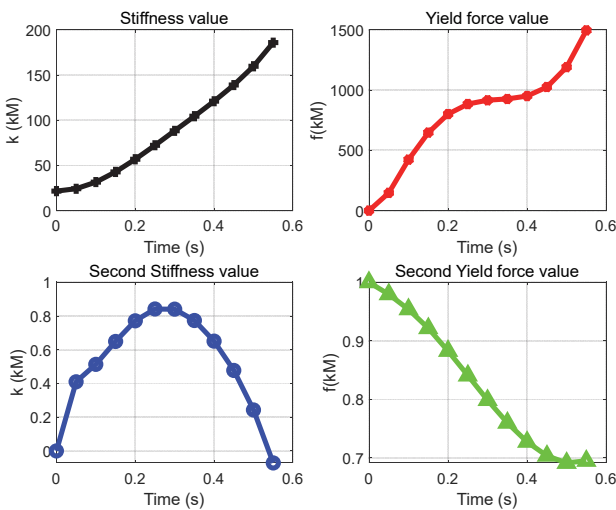 Stiffness value
200
150
100
50
0
k (kM)
0 0.2 0.4 0.6
Time (s)
Yield force value
1500
1000
500
0
f(kM)
0 0.2 0.4 0.6
Time (s)
Second Stiffness value
1
0.8
0.6
0.4
0.2
0
k (kM)
0 0.2 0.4 0.6
Time (s)
Second Yield force value
1
0.9
0.8
0.7
f(kM)
0 0.2 0.4 0.6
Time (s)